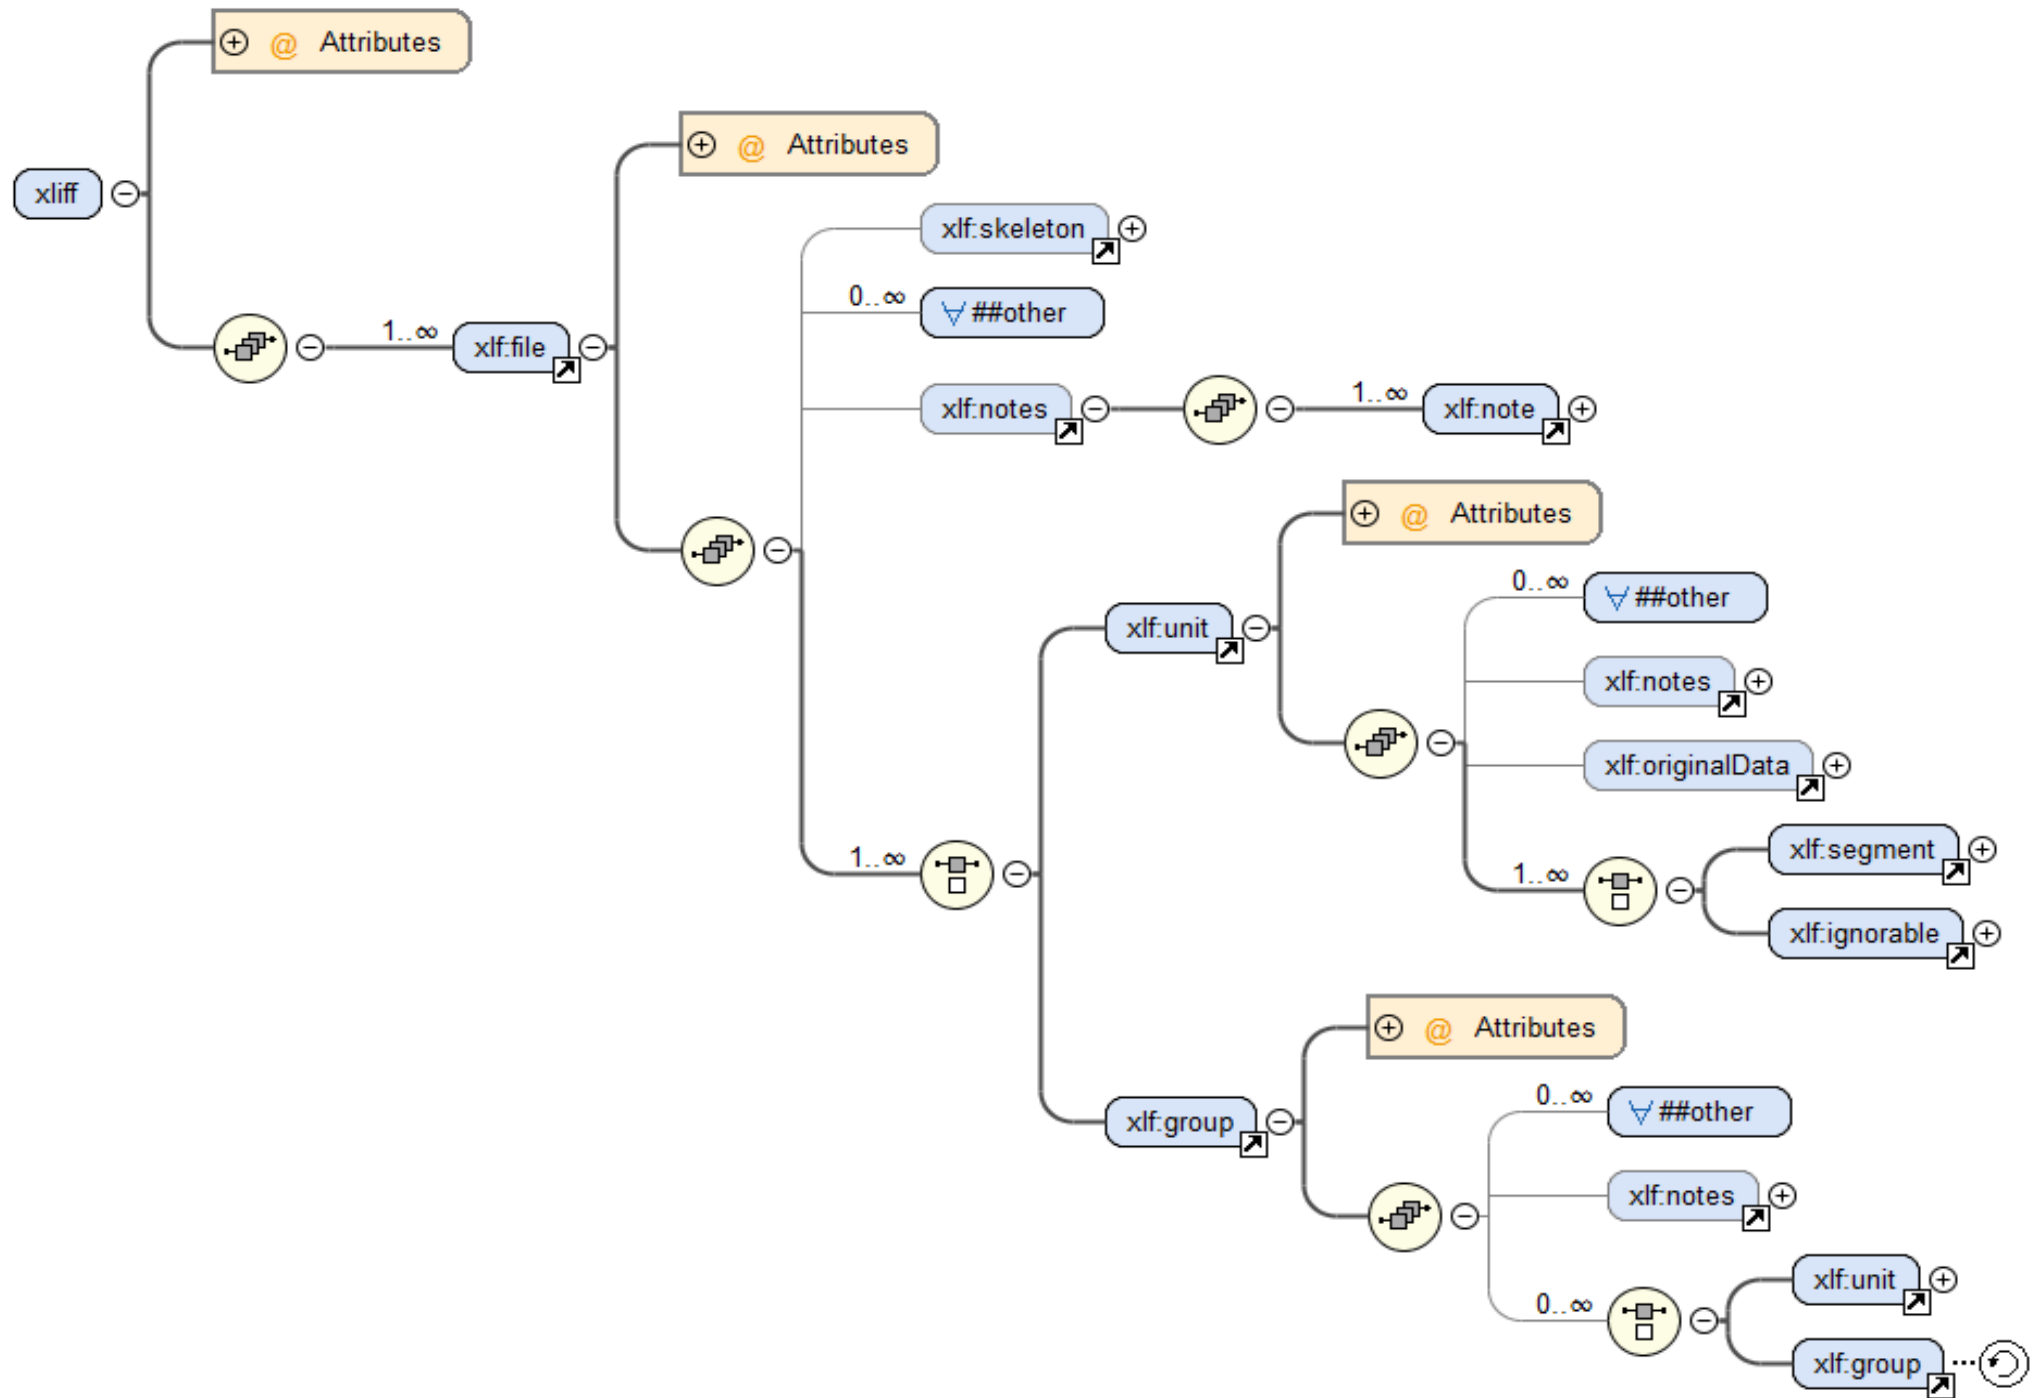 @ Attributes
@ Attributes
xliff
xlf:skeleton
0..∞
∀ ##other
1..∞
xlf:file
xlf:notes
1..∞
xlf:note
@ Attributes
0..∞
∀ ##other
xlf:unit
xlf:notes
xlf:originalData
1..∞
xlf:segment
1..∞
xlf:ignorable
@ Attributes
0..∞
∀ ##other
xlf:group
xlf:notes
xlf:unit
0..∞
xlf:group